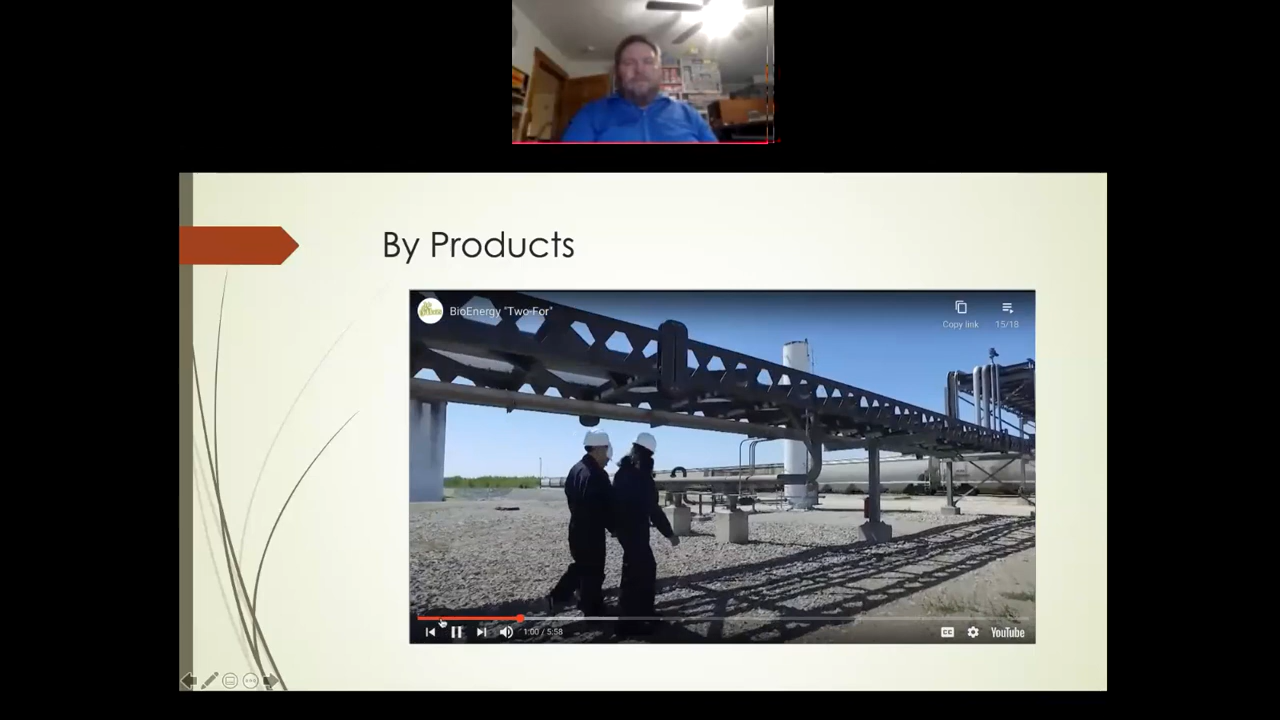 By Products
BioEnergy "Two-For"
Copy link
15/18
1:00 / 5:58
CC
YouTube